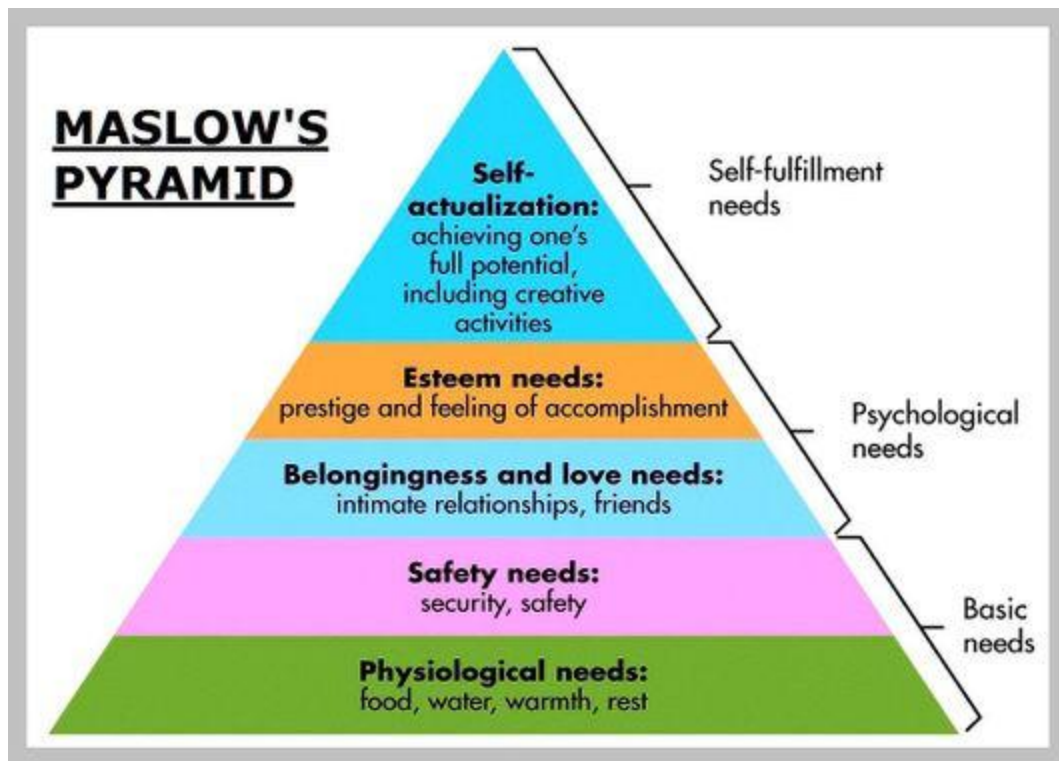 MASLOW'S
PYRAMID
Self-
actualization:
achieving one's
full potential,
including creative
activities
Self-fulfillment
needs
Esteem needs:
prestige and feeling of accomplishment
Psychological
needs
Belongingness and love needs:
intimate relationships, friends
Safety needs:
security, safety
Basic
needs
Physiological needs:
food, water, warmth, rest